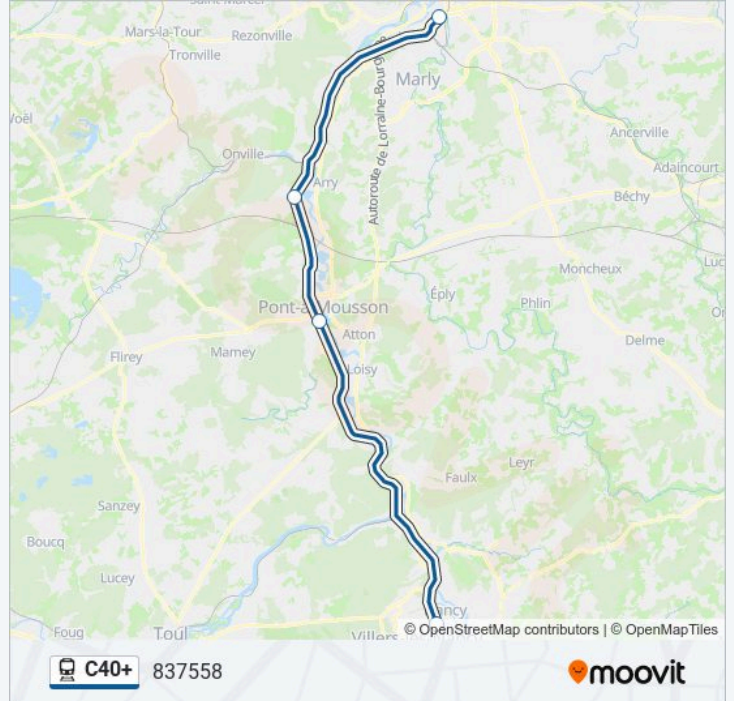 Mars-la-Tour
Rezonville
Tronville
Marly
Autoroute de Lorraine-Bourgogne
Ancerville
Onville
Adaincourt
Arry
Béchy
Moncheux
Éply
Phlin
Pont-à-Mousson
Atton
Delme
Mamey
Flirey
Loisy
Leyr
Faulx
Sanzey
Boucq
Lucey
ancy
Foug
Toul
Villers
© OpenStreetMap contributors | © OpenMapTiles
C40+ 837558
moovit